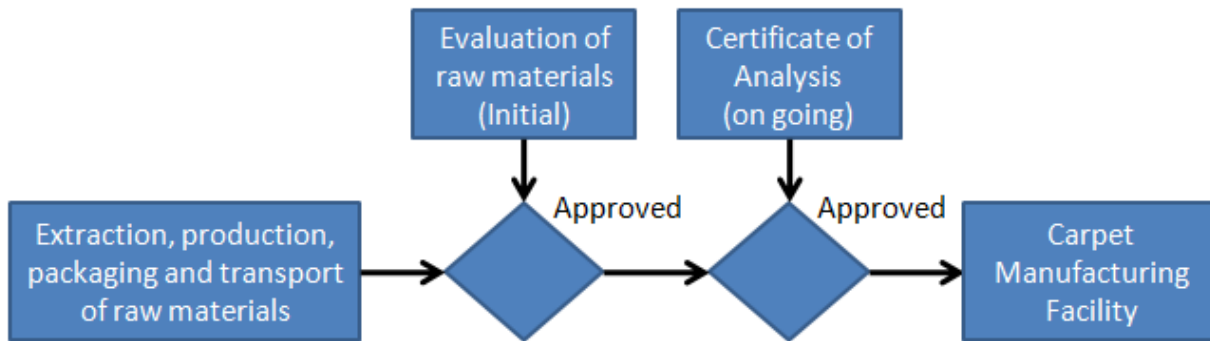 Evaluation of
raw materials
(Initial)
Certificate of
Analysis
(on going)
Approved
Approved
Extraction, production,
packaging and transport
of raw materials
Carpet
Manufacturing
Facility